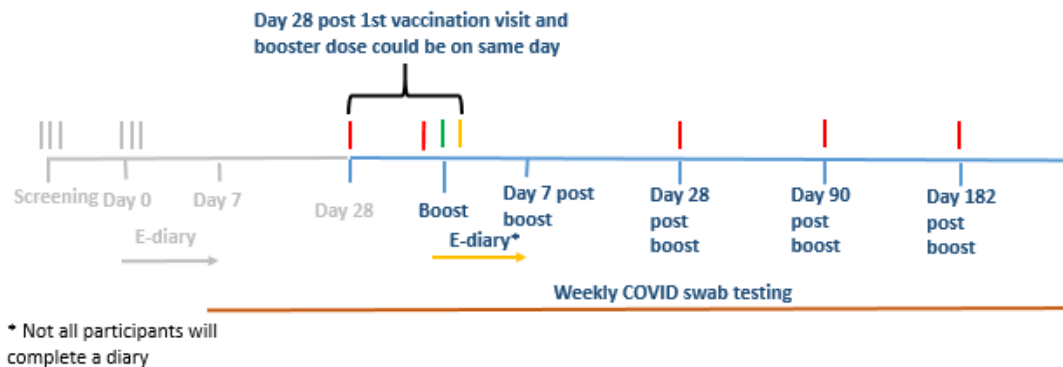 Day 28 post 1st vaccination visit and
booster dose could be on same day
Screening
Day 0
Day 7
Day 28
Boost
Day 7 post
boost
Day 28
post
boost
Day 90
post
boost
Day 182
post
boost
E-diary
E-diary*
Weekly COVID swab testing
* Not all participants will
complete a diary